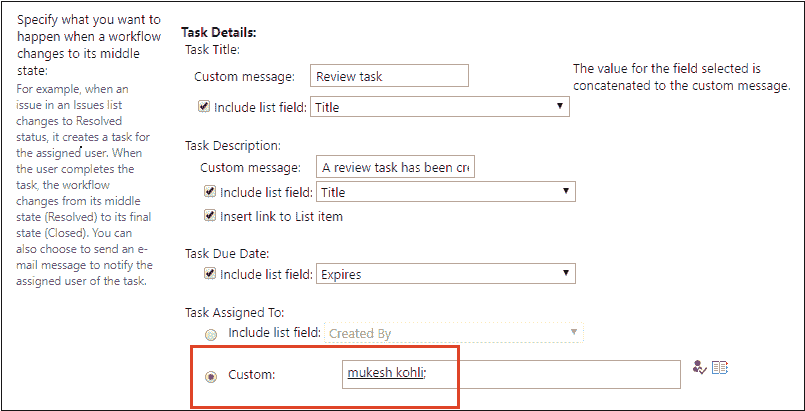 Specify what you want to
happen when a workflow
changes to its middle
state:
For example, when an
issue in an Issues list
changes to Resolved
status, it creates a task for
the assigned user. When
the user completes the
task, the workflow
changes from its middle
state (Resolved) to its final
state (Closed). You can
also choose to send an e-
mail message to notify the
assigned user of the task.
Task Details:
Task Title:
Custom message: Review task
Include list field: Title
The value for the field selected is
concatenated to the custom message.
Task Description:
Custom message: A review task has been cre
Include list field: Title
Insert link to List item
Task Due Date:
Include list field: Expires
Task Assigned To:
Include list field: Created By
Custom: mukesh kohli;